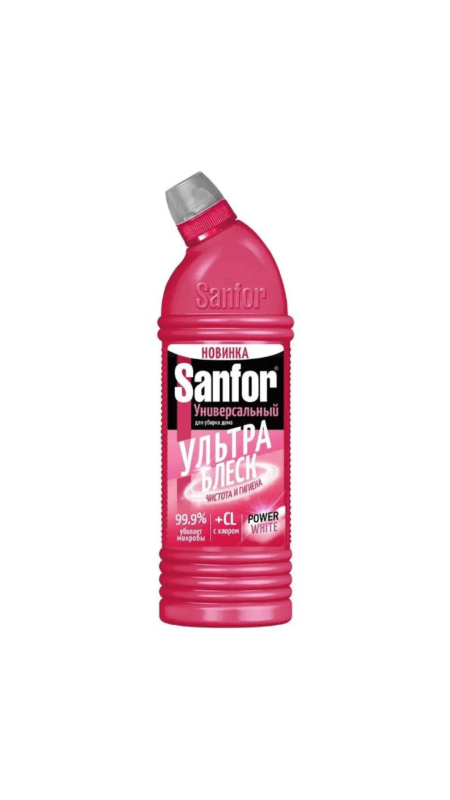 Sanfor
НОВИНКА
Sanfor®
Универсальный
для уборки дома
УЛЬТРА
БЛЕСК
ЧИСТОТА И ГИГИЕНА
99.9% +CL POWER
убивает с хлором WHITE
микробы